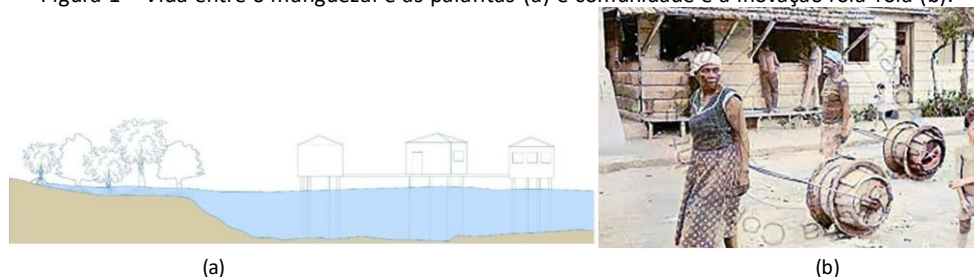 Figura 1 – Vida entre o manguezal e as palafitas (a) e comunidade e a inovação rola-rola (b).
(a)
(b)